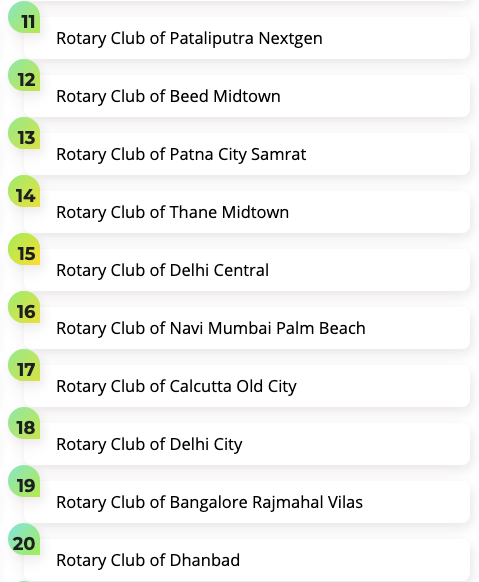 11
Rotary Club of Pataliputra Nextgen
12
Rotary Club of Beed Midtown
13
Rotary Club of Patna City Samrat
14
Rotary Club of Thane Midtown
15
Rotary Club of Delhi Central
16
Rotary Club of Navi Mumbai Palm Beach
17
Rotary Club of Calcutta Old City
18
Rotary Club of Delhi City
19
Rotary Club of Bangalore Rajmahal Vilas
20
Rotary Club of Dhanbad